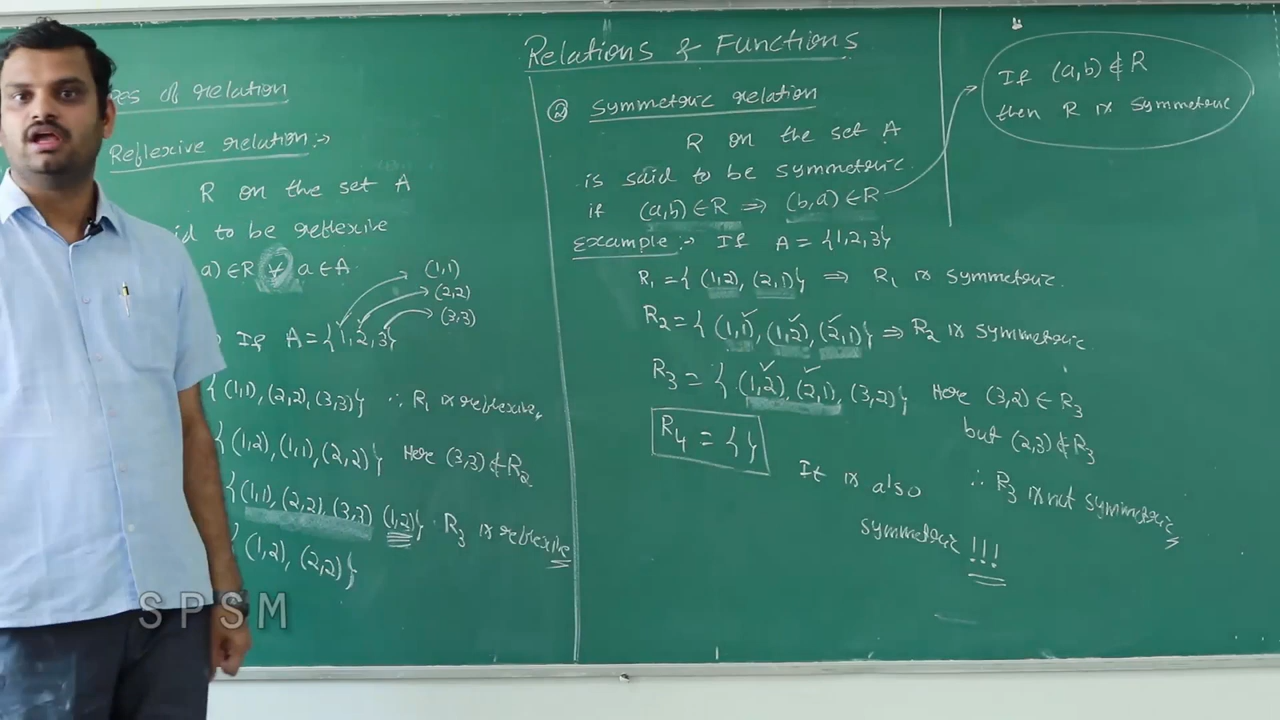 Relations & Functions
of relation
Reflexive relation :-
R on the set A
to be reflexive
a) ∈ R ∀ a ∈ A
(1,1)
(2,2)
(3,3)
If A = {1,2,3}
{(1,1), (2,2), (3,3)} ∴ R₁ is reflexive
{(1,2), (1,1), (2,2)} Here (3,3) ∉ R₂
{(1,1), (2,2), (3,3) (1,2)} R₃ is reflexive
(1,2), (2,2)}
② Symmetric relation
R on the set A
is said to be symmetric
if (a,b) ∈ R ⇒ (b,a) ∈ R
Example :- If A = {1,2,3}
R₁ = {(1,2), (2,1)} ⇒ R₁ is symmetric
R₂ = {(1,1), (1,2), (2,1)} ⇒ R₂ is symmetric
R₃ = {(1,2), (2,1), (3,2)} Here (3,2) ∈ R₃
but (2,3) ∉ R₃
∴ R₃ is not symmetric
R₄ = { }
It is also
symmetric !!!
If (a,b) ∉ R
then R is symmetric
SPSM